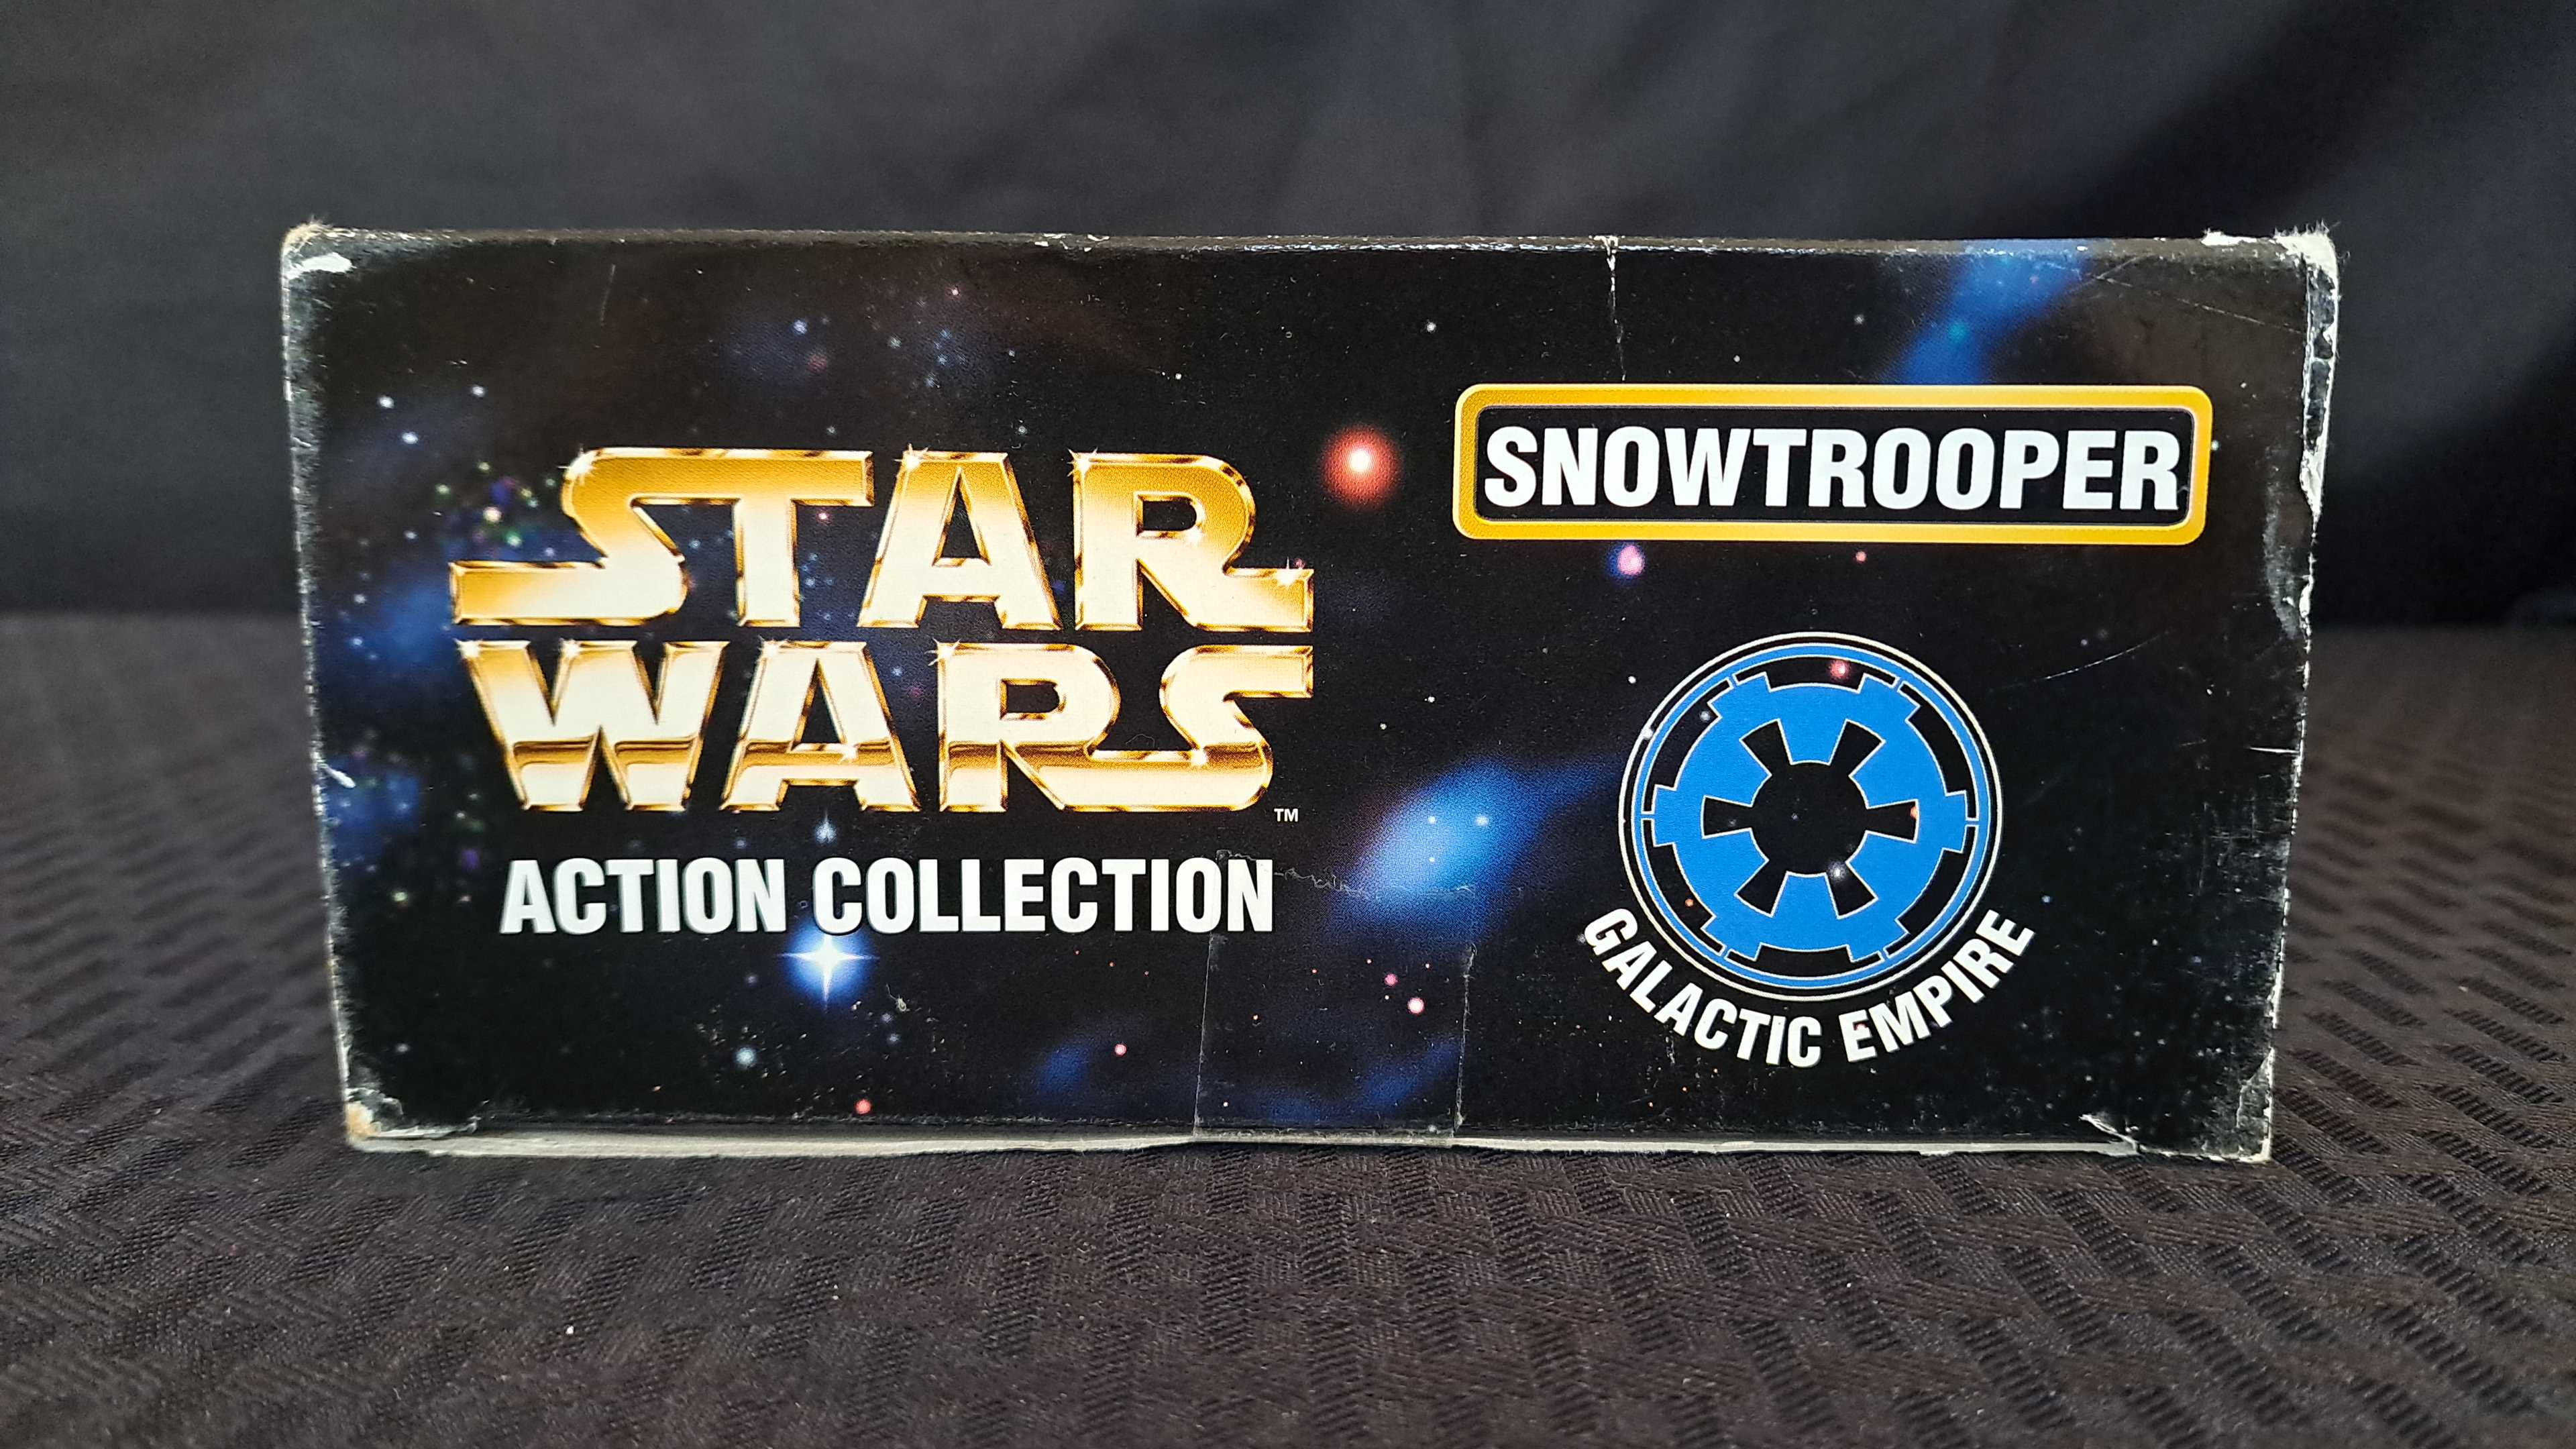 STAR
WARS
TM
ACTION COLLECTION
SNOWTROOPER
GALACTIC EMPIRE